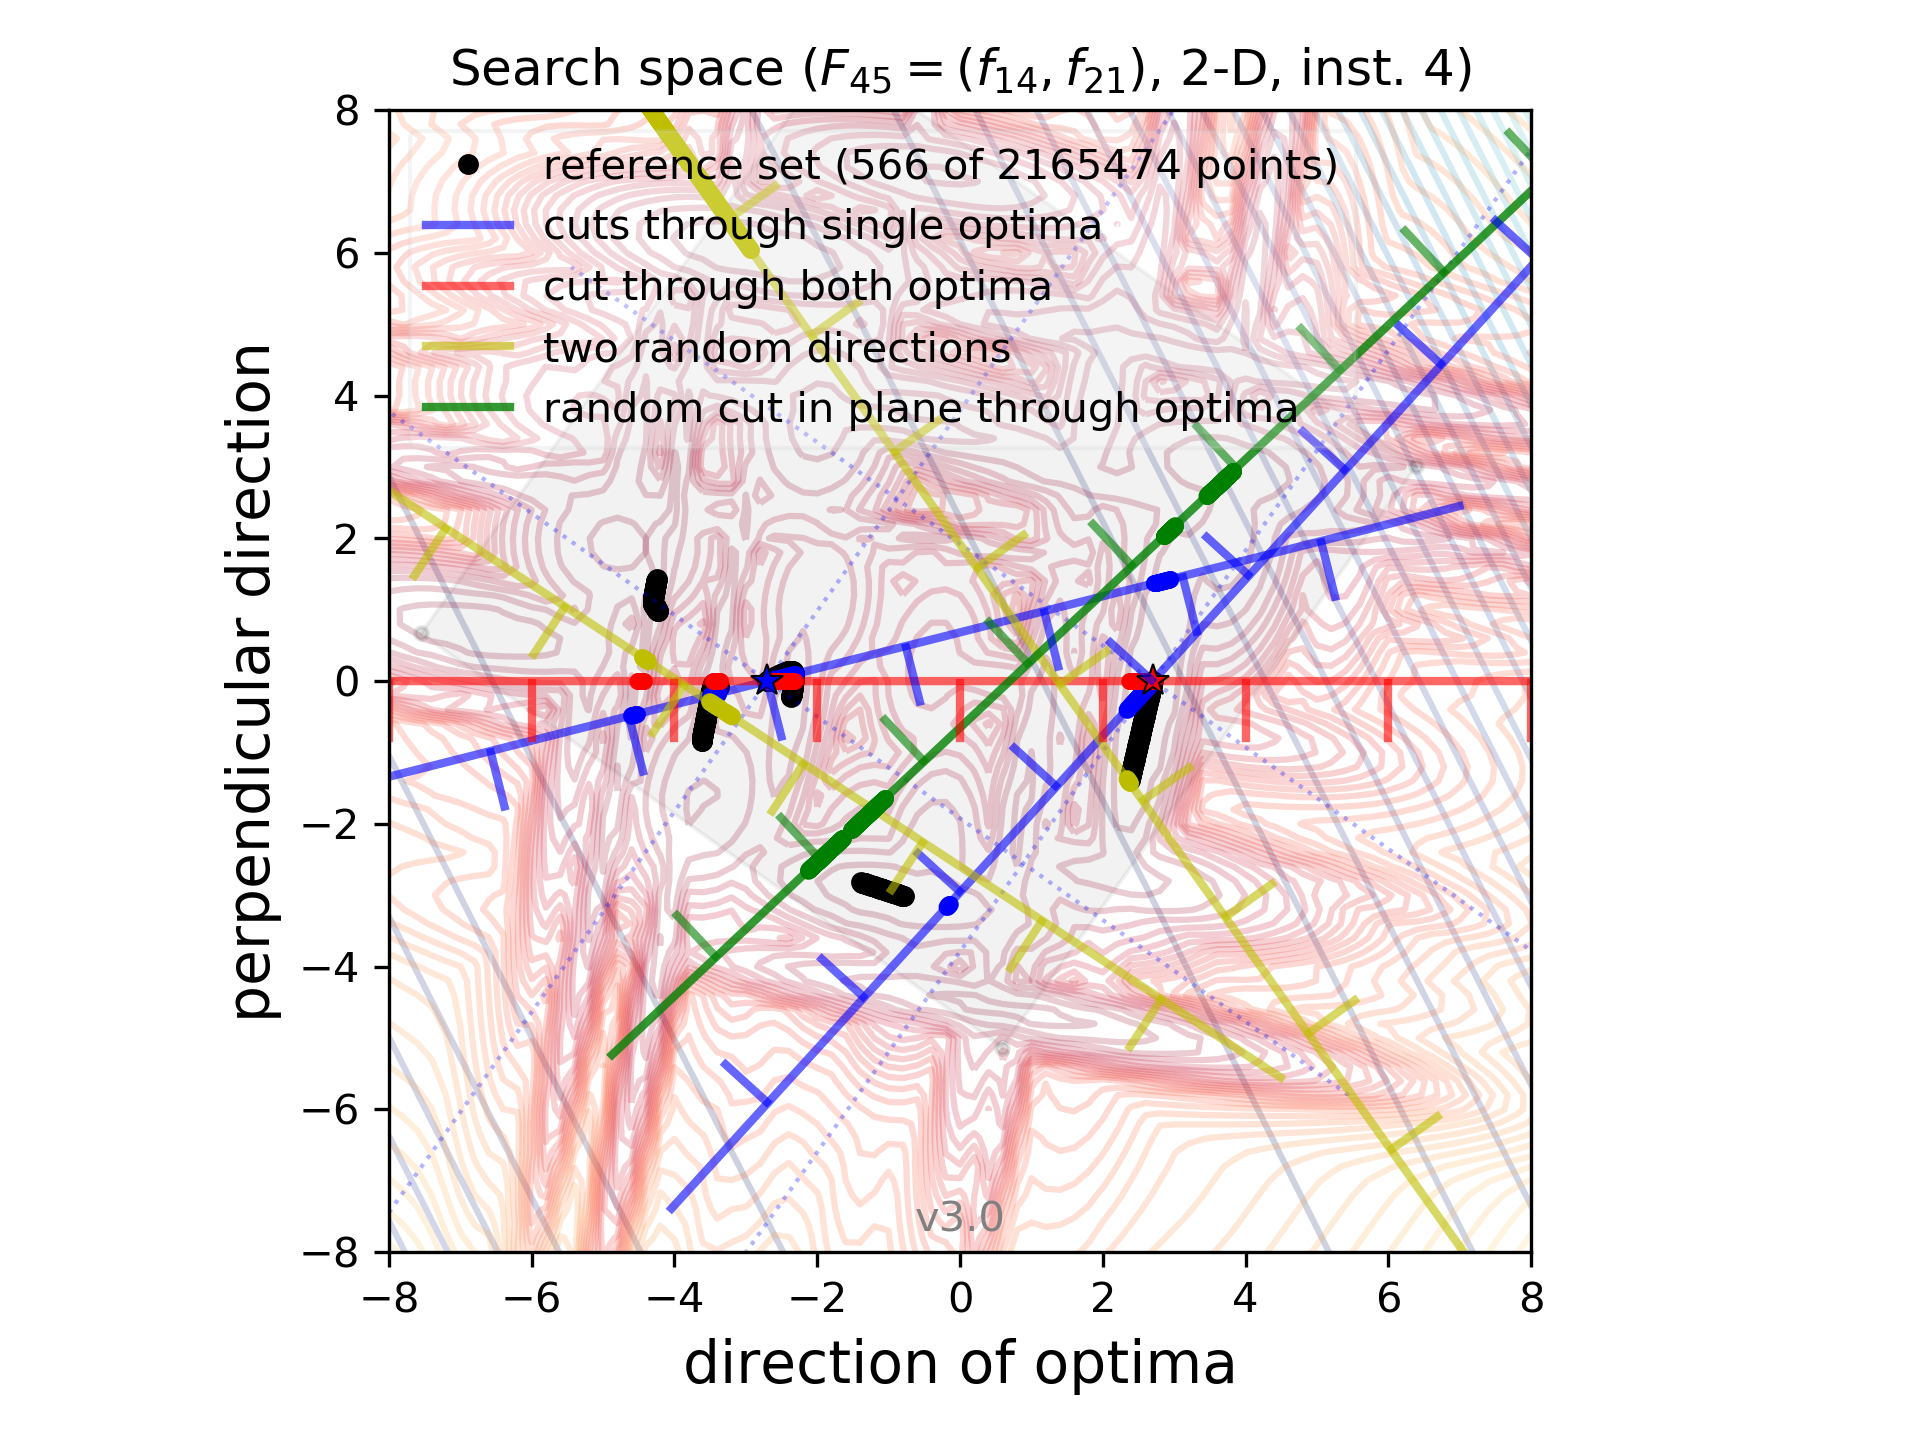 Search space (F45 = (f14, f21), 2-D, inst. 4)
reference set (566 of 2165474 points)
cuts through single optima
cut through both optima
two random directions
random cut in plane through optima
8
6
4
2
0
−2
−4
−6
−8
perpendicular direction
v3.0
−8 −6 −4 −2 0 2 4 6 8
direction of optima